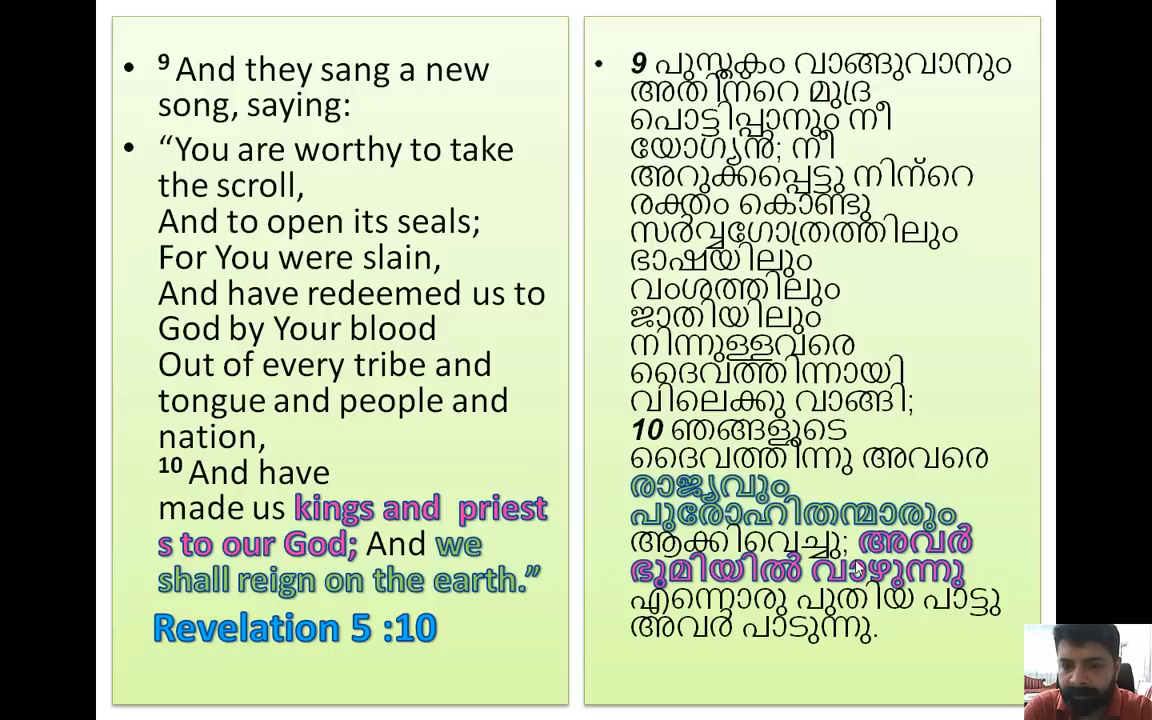 • ⁹ And they sang a new
song, saying:
• “You are worthy to take
the scroll,
And to open its seals;
For You were slain,
And have redeemed us to
God by Your blood
Out of every tribe and
tongue and people and
nation,
¹⁰ And have
made us kings and priest
s to our God; And we
shall reign on the earth.”
Revelation 5 :10
• 9 പുസ്തകം വാങ്ങുവാനും
അതിന്റെ മുദ്ര
പൊട്ടിപ്പാനും നീ
യോഗ്യൻ; നീ
അറുക്കപ്പെട്ടു നിന്റെ
രക്തം കൊണ്ടു
സർവ്വഗോത്രത്തിലും
ഭാഷയിലും
വംശത്തിലും
ജാതിയിലും
നിന്നുള്ളവരെ
ദൈവത്തിന്നായി
വിലെക്കു വാങ്ങി;
10 ഞങ്ങളുടെ
ദൈവത്തിന്നു അവരെ
രാജ്യവും
പുരോഹിതന്മാരും
ആക്കിവെച്ചു; അവർ
ഭൂമിയിൽ വാഴുന്നു
എന്നൊരു പുതിയ പാട്ടു
അവർ പാടുന്നു.